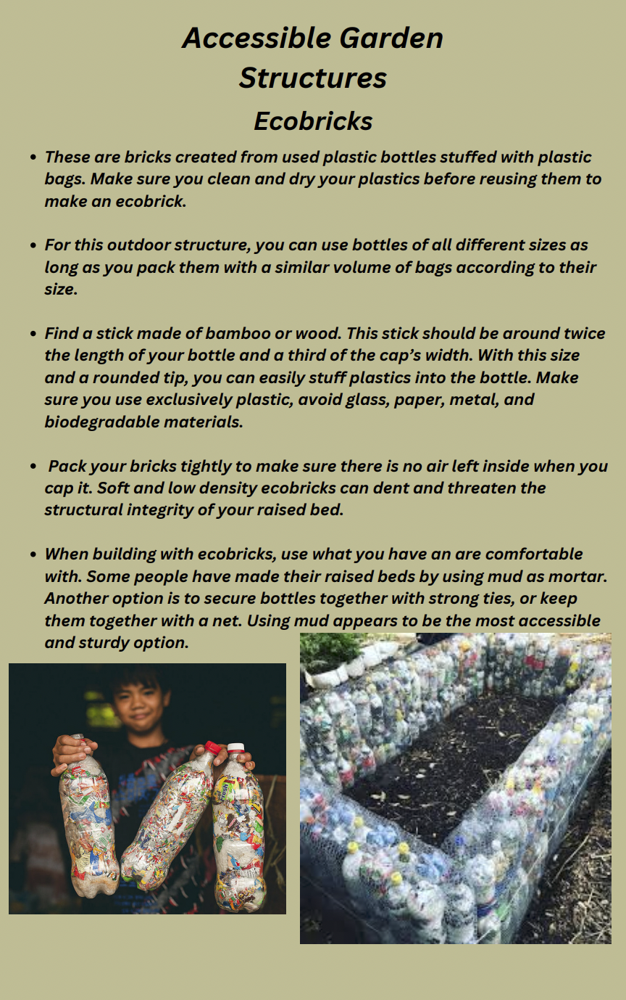 Accessible Garden
Structures
Ecobricks
• These are bricks created from used plastic bottles stuffed with plastic
bags. Make sure you clean and dry your plastics before reusing them to
make an ecobrick.
• For this outdoor structure, you can use bottles of all different sizes as
long as you pack them with a similar volume of bags according to their
size.
• Find a stick made of bamboo or wood. This stick should be around twice
the length of your bottle and a third of the cap’s width. With this size
and a rounded tip, you can easily stuff plastics into the bottle. Make
sure you use exclusively plastic, avoid glass, paper, metal, and
biodegradable materials.
• Pack your bricks tightly to make sure there is no air left inside when you
cap it. Soft and low density ecobricks can dent and threaten the
structural integrity of your raised bed.
• When building with ecobricks, use what you have an are comfortable
with. Some people have made their raised beds by using mud as mortar.
Another option is to secure bottles together with strong ties, or keep
them together with a net. Using mud appears to be the most accessible
and sturdy option.